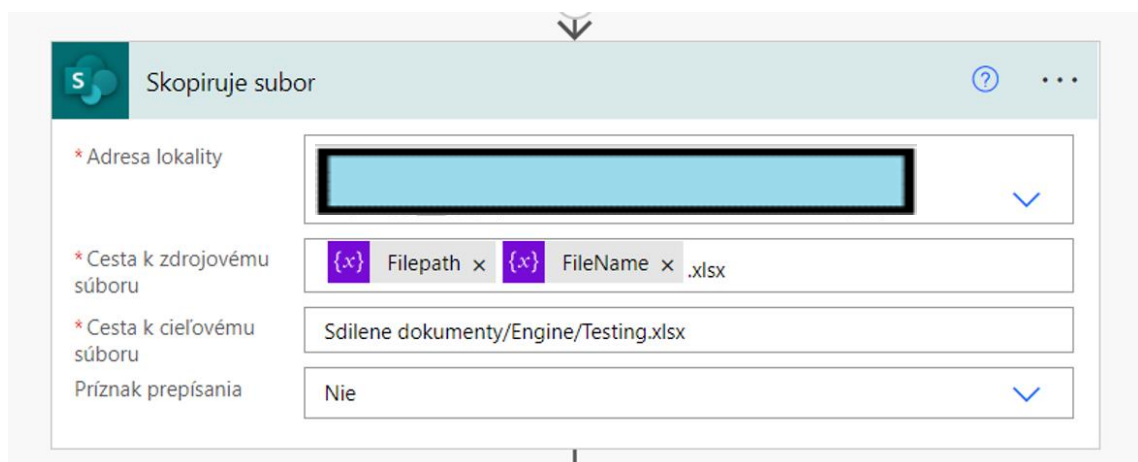 Skopiruje subor
* Adresa lokality
* Cesta k zdrojovému
súboru
{x} Filepath × {x} FileName × .xlsx
* Cesta k cieľovému
súboru
Sdilene dokumenty/Engine/Testing.xlsx
Príznak prepísania
Nie